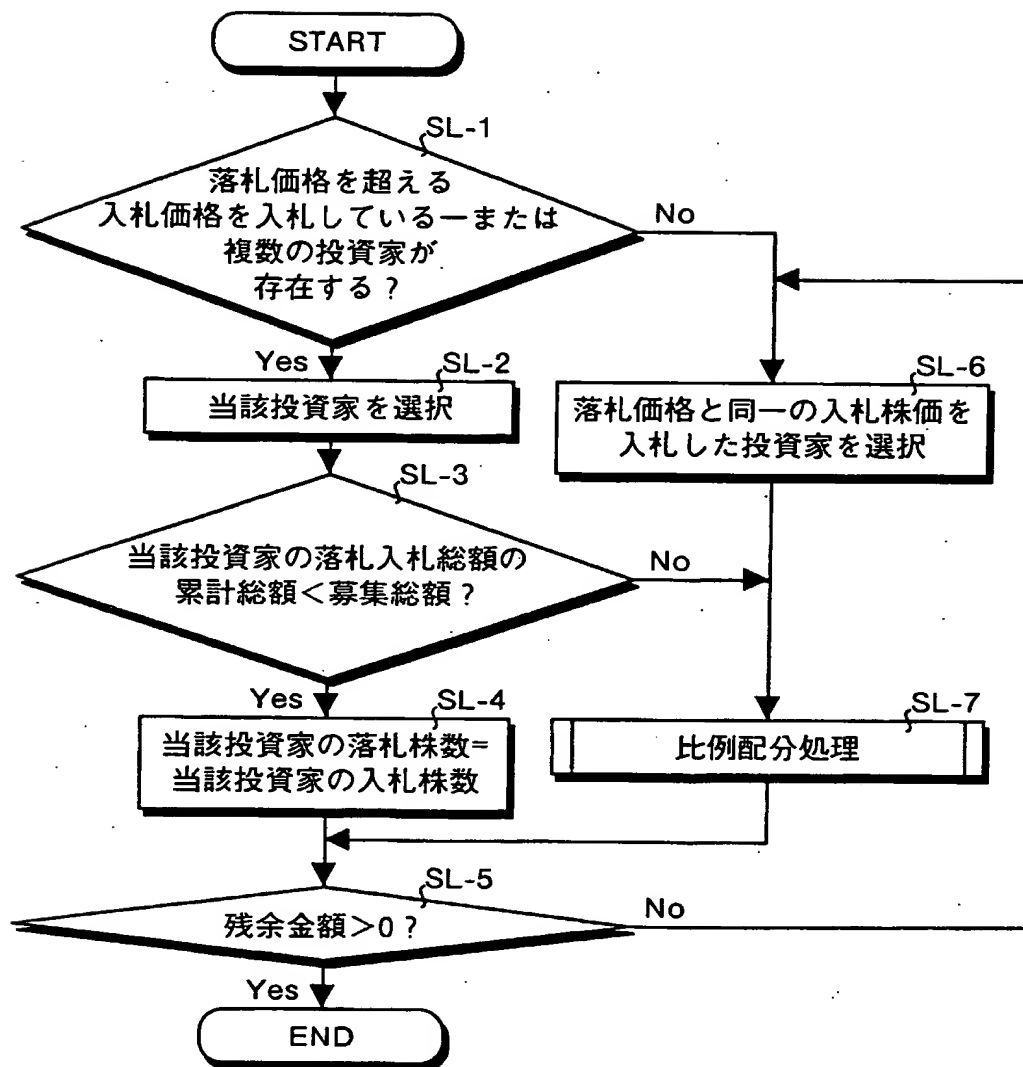 START
SL-1
落札価格を超える
入札価格を入札している一または
複数の投資家が
存在する?
No
Yes
SL-2
当該投資家を選択
SL-6
落札価格と同一の入札株価を
入札した投資家を選択
SL-3
当該投資家の落札入札総額の
累計総額<募集総額?
No
Yes
SL-4
当該投資家の落札株数=
当該投資家の入札株数
SL-7
比例配分処理
SL-5
残余金額>0?
No
Yes
END